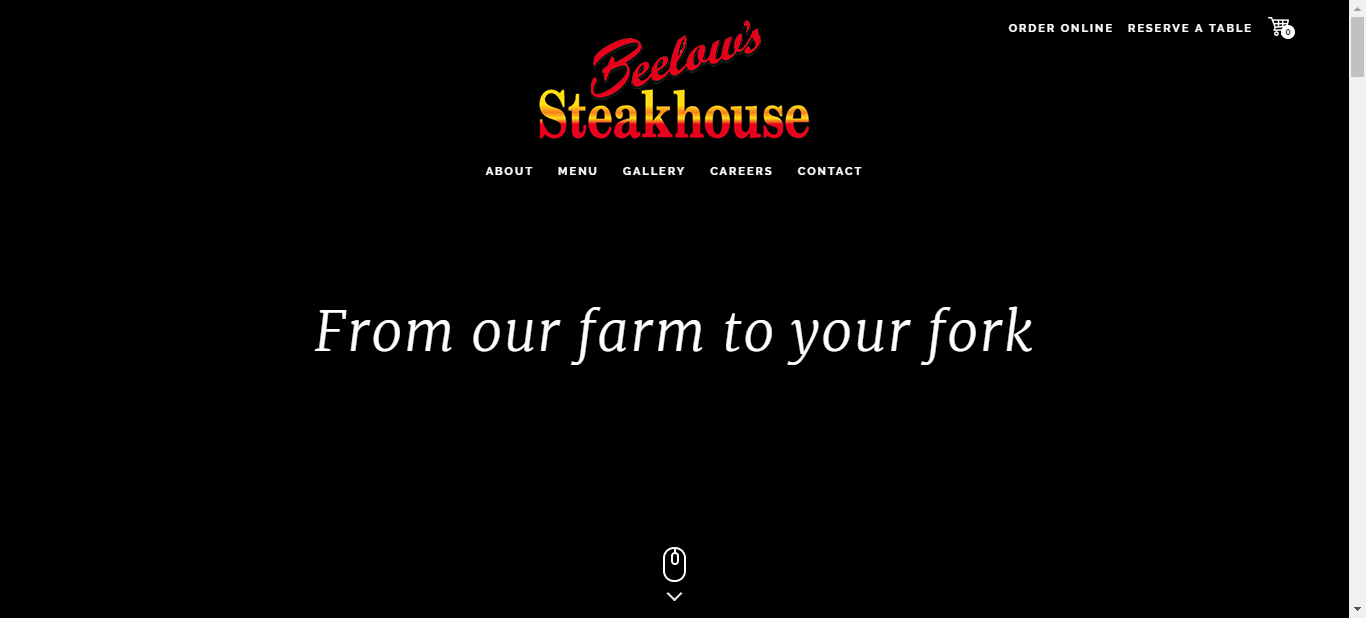 ORDER ONLINE RESERVE A TABLE 0
Beelow's
Steakhouse
ABOUT MENU GALLERY CAREERS CONTACT
From our farm to your fork